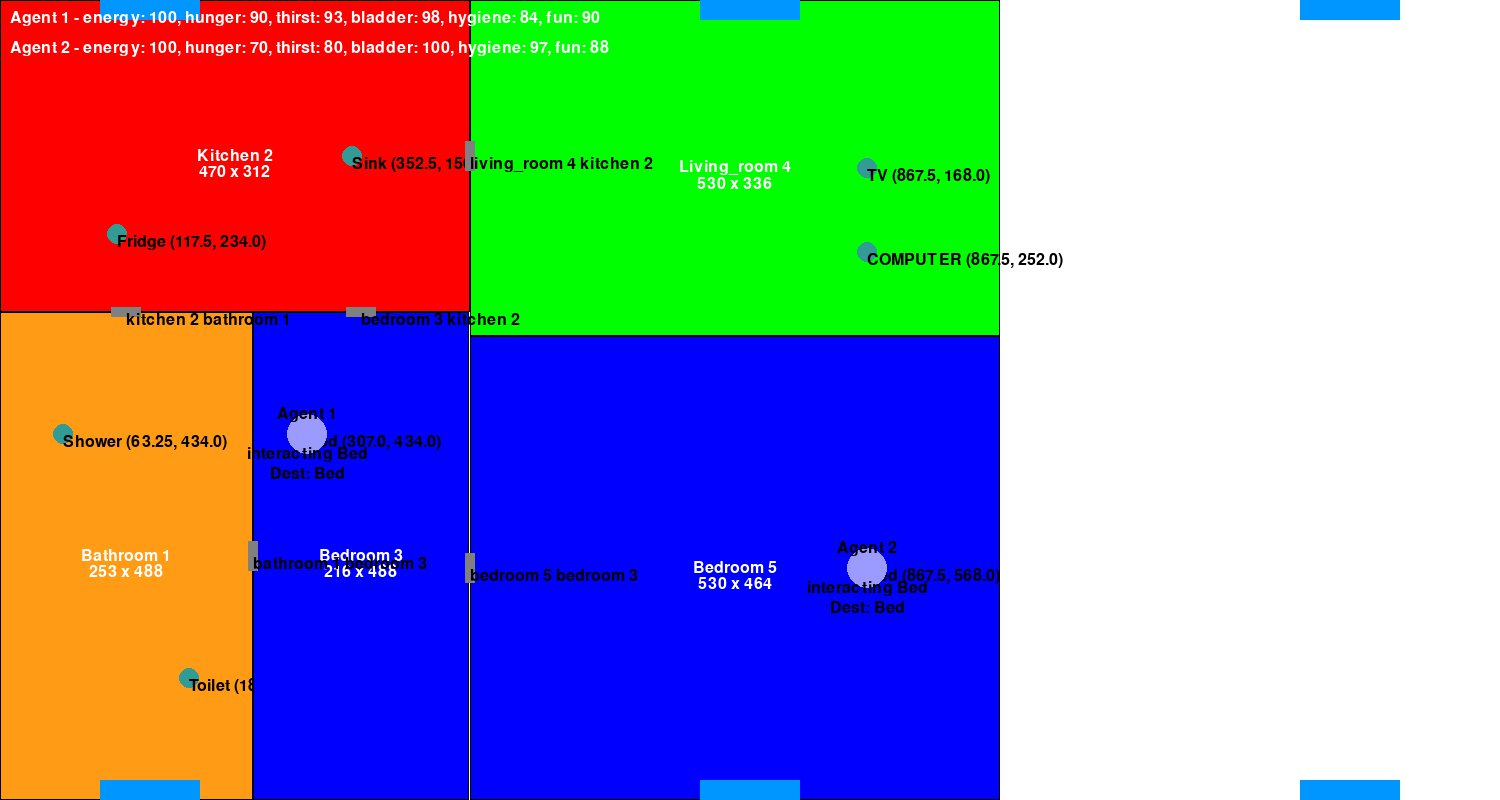 Agent 1 - energy: 100, hunger: 90, thirst: 93, bladder: 98, hygiene: 84, fun: 90
Agent 2 - energy: 100, hunger: 70, thirst: 80, bladder: 100, hygiene: 97, fun: 88
Kitchen 2
470 x 312
Sink (352.5, 15
living_room 4 kitchen 2
Living_room 4
530 x 336
TV (867.5, 168.0)
Fridge (117.5, 234.0)
COMPUTER (867.5, 252.0)
kitchen 2 bathroom 1
bedroom 3 kitchen 2
Agent 1
(307.0, 434.0)
interacting Bed
Dest: Bed
Shower (63.25, 434.0)
Bathroom 1
253 x 488
Bedroom 3
216 x 488
bathroom 1 bedroom 3
bedroom 5 bedroom 3
Bedroom 5
530 x 464
Agent 2
(867.5, 568.0)
interacting Bed
Dest: Bed
Toilet (18